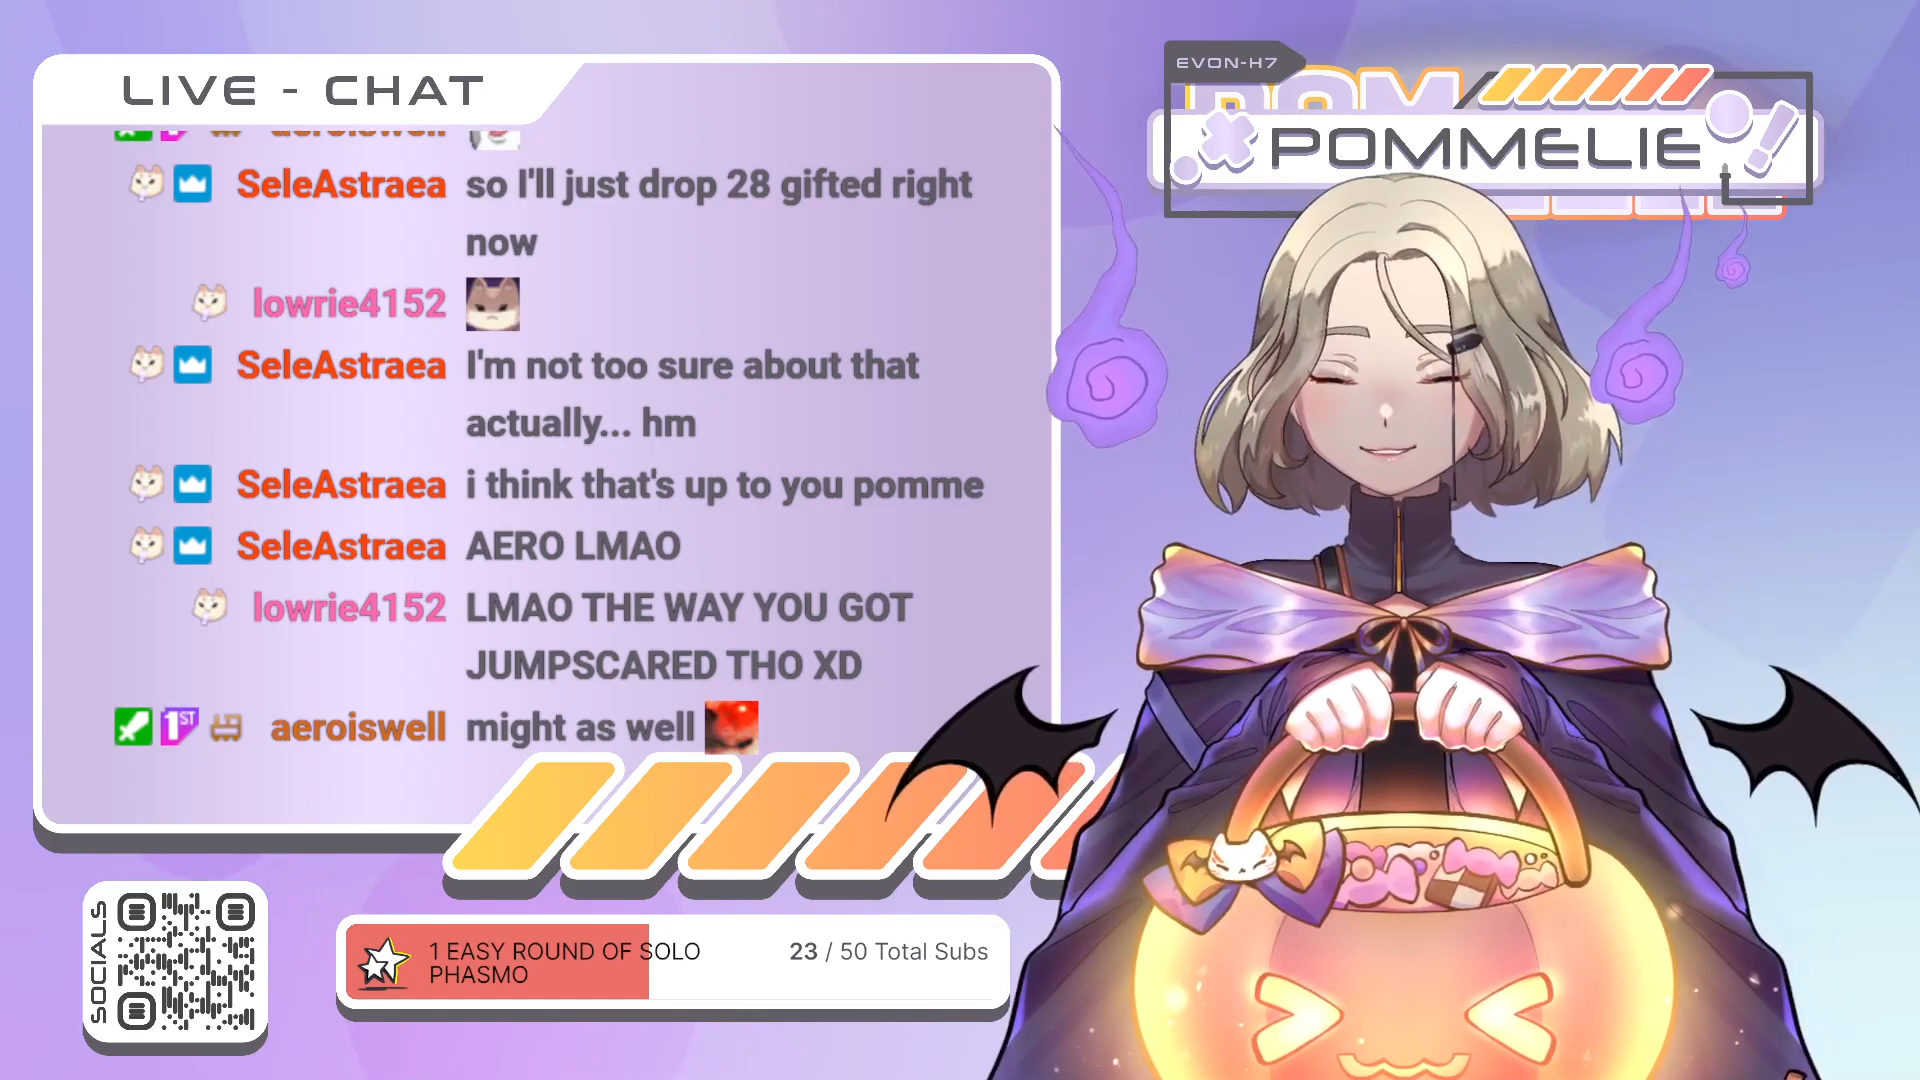 LIVE - CHAT
aeroiswell
SeleAstraea so I'll just drop 28 gifted right
now
lowrie4152
SeleAstraea I'm not too sure about that
actually... hm
SeleAstraea i think that's up to you pomme
SeleAstraea AERO LMAO
lowrie4152 LMAO THE WAY YOU GOT
JUMPSCARED THO XD
1ST aeroiswell might as well
SOCIALS
1 EASY ROUND OF SOLO
PHASMO
23 / 50 Total Subs
EVON-H7
POM
POMMELIE